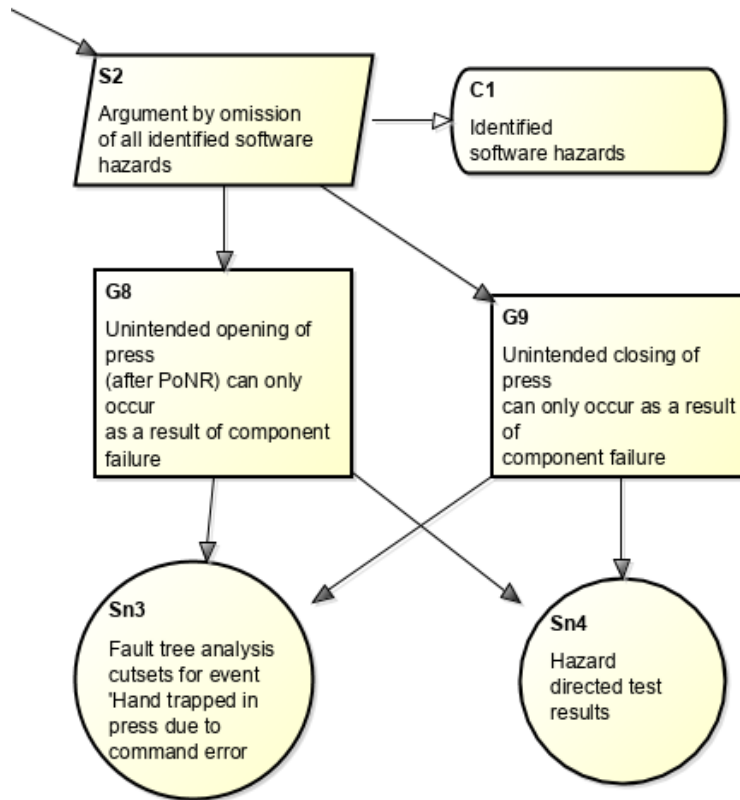 S2
Argument by omission
of all identified software
hazards
C1
Identified
software hazards
G8
Unintended opening of
press
(after PoNR) can only
occur
as a result of component
failure
G9
Unintended closing of
press
can only occur as a result
of
component failure
Sn3
Fault tree analysis
cutsets for event
'Hand trapped in
press due to
command error
Sn4
Hazard
directed test
results